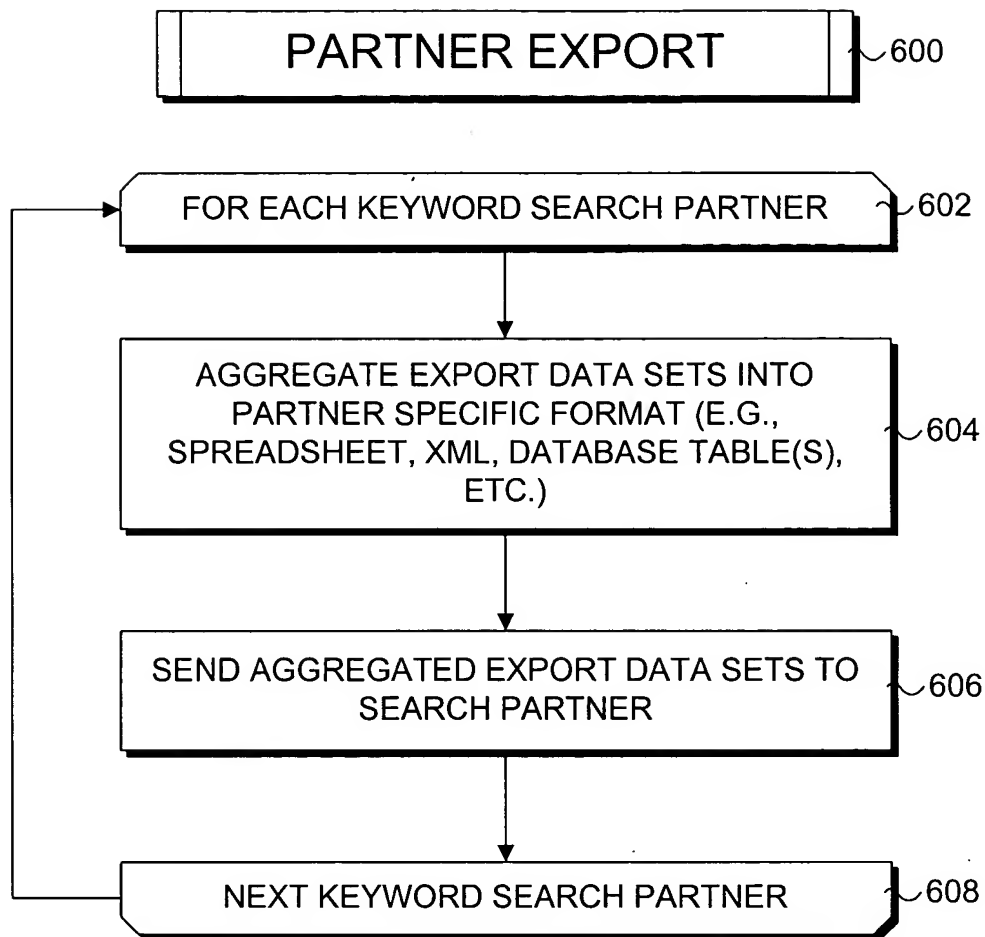 PARTNER EXPORT
600
FOR EACH KEYWORD SEARCH PARTNER
602
AGGREGATE EXPORT DATA SETS INTO
PARTNER SPECIFIC FORMAT (E.G.,
SPREADSHEET, XML, DATABASE TABLE(S),
ETC.)
604
SEND AGGREGATED EXPORT DATA SETS TO
SEARCH PARTNER
606
NEXT KEYWORD SEARCH PARTNER
608